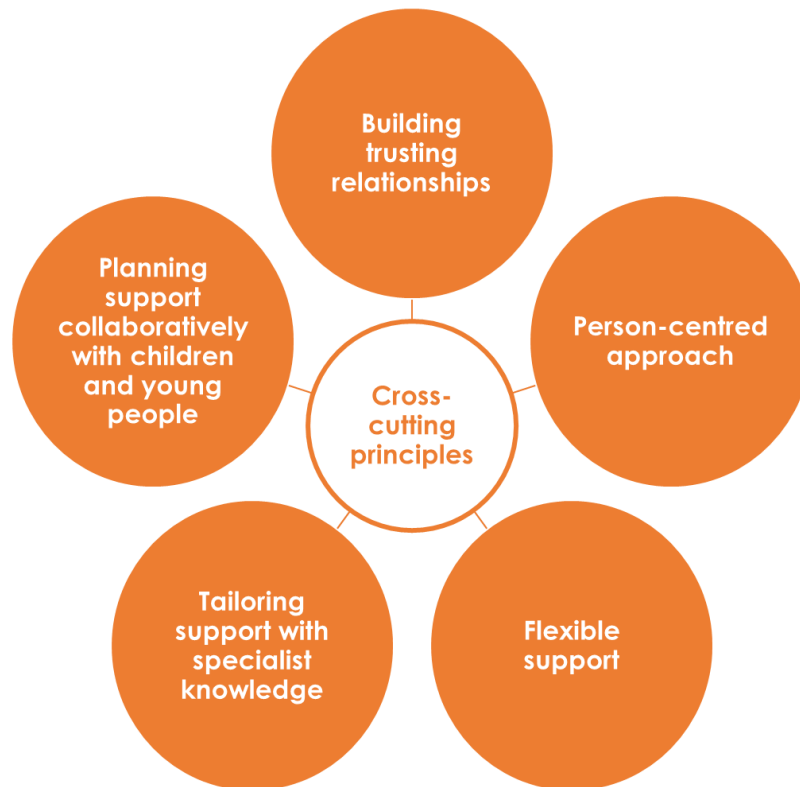 Building
trusting
relationships
Person-centred
approach
Flexible
support
Tailoring
support with
specialist
knowledge
Planning
support
collaboratively
with children
and young
people
Cross-
cutting
principles